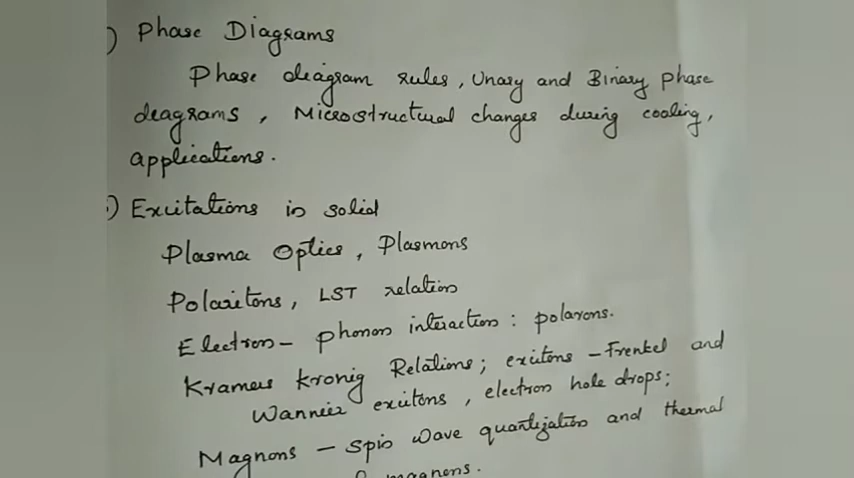 ) Phase Diagrams
Phase diagram rules, Unary and Binary phase
diagrams, Microstructural changes during cooling,
applications.
) Excitations in solid
Plasma Optics, Plasmons
Polaritons, LST relation
Electron - phonon interaction : polarons.
Kramers Kronig Relations; excitons - Frenkel and
Wannier excitons, electron hole drops;
Magnons - spin wave quantization and thermal
magnons.